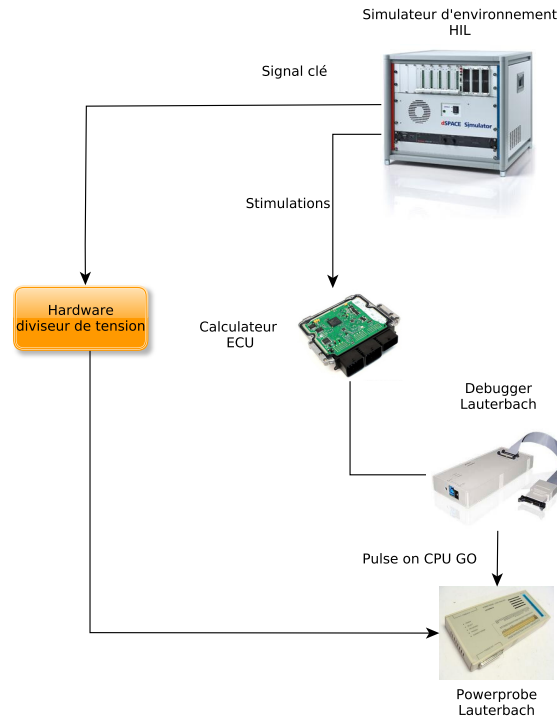 Simulateur d'environnement
HIL
Signal clé
dSPACE Simulator
Stimulations
Hardware
diviseur de tension
Calculateur
ECU
Debugger
Lauterbach
Pulse on CPU GO
Powerprobe
Lauterbach